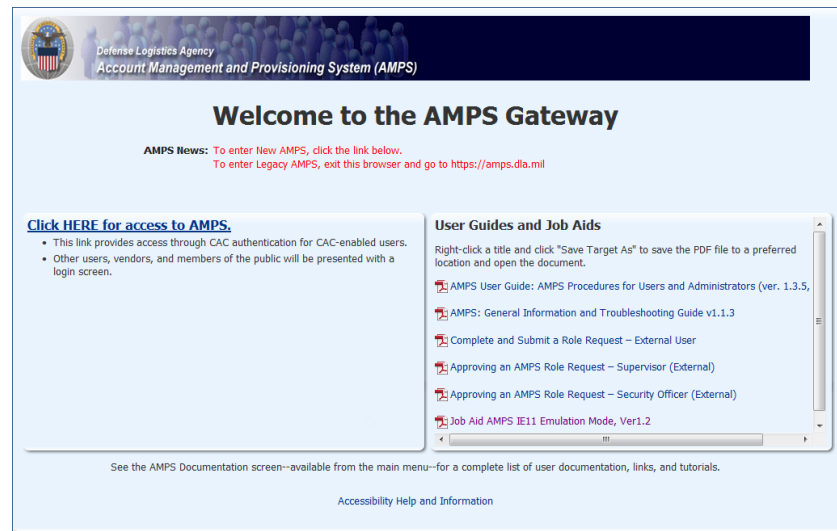 Defense Logistics Agency
Account Management and Provisioning System (AMPS)
Welcome to the AMPS Gateway
AMPS News: To enter New AMPS, click the link below.
To enter Legacy AMPS, exit this browser and go to https://amps.dla.mil
Click HERE for access to AMPS.
• This link provides access through CAC authentication for CAC-enabled users.
• Other users, vendors, and members of the public will be presented with a
login screen.
User Guides and Job Aids
Right-click a title and click "Save Target As" to save the PDF file to a preferred
location and open the document.
AMPS User Guide: AMPS Procedures for Users and Administrators (ver. 1.3.5,
AMPS: General Information and Troubleshooting Guide v1.1.3
Complete and Submit a Role Request – External User
Approving an AMPS Role Request – Supervisor (External)
Approving an AMPS Role Request – Security Officer (External)
Job Aid AMPS IE11 Emulation Mode, Ver1.2
See the AMPS Documentation screen--available from the main menu--for a complete list of user documentation, links, and tutorials.
Accessibility Help and Information